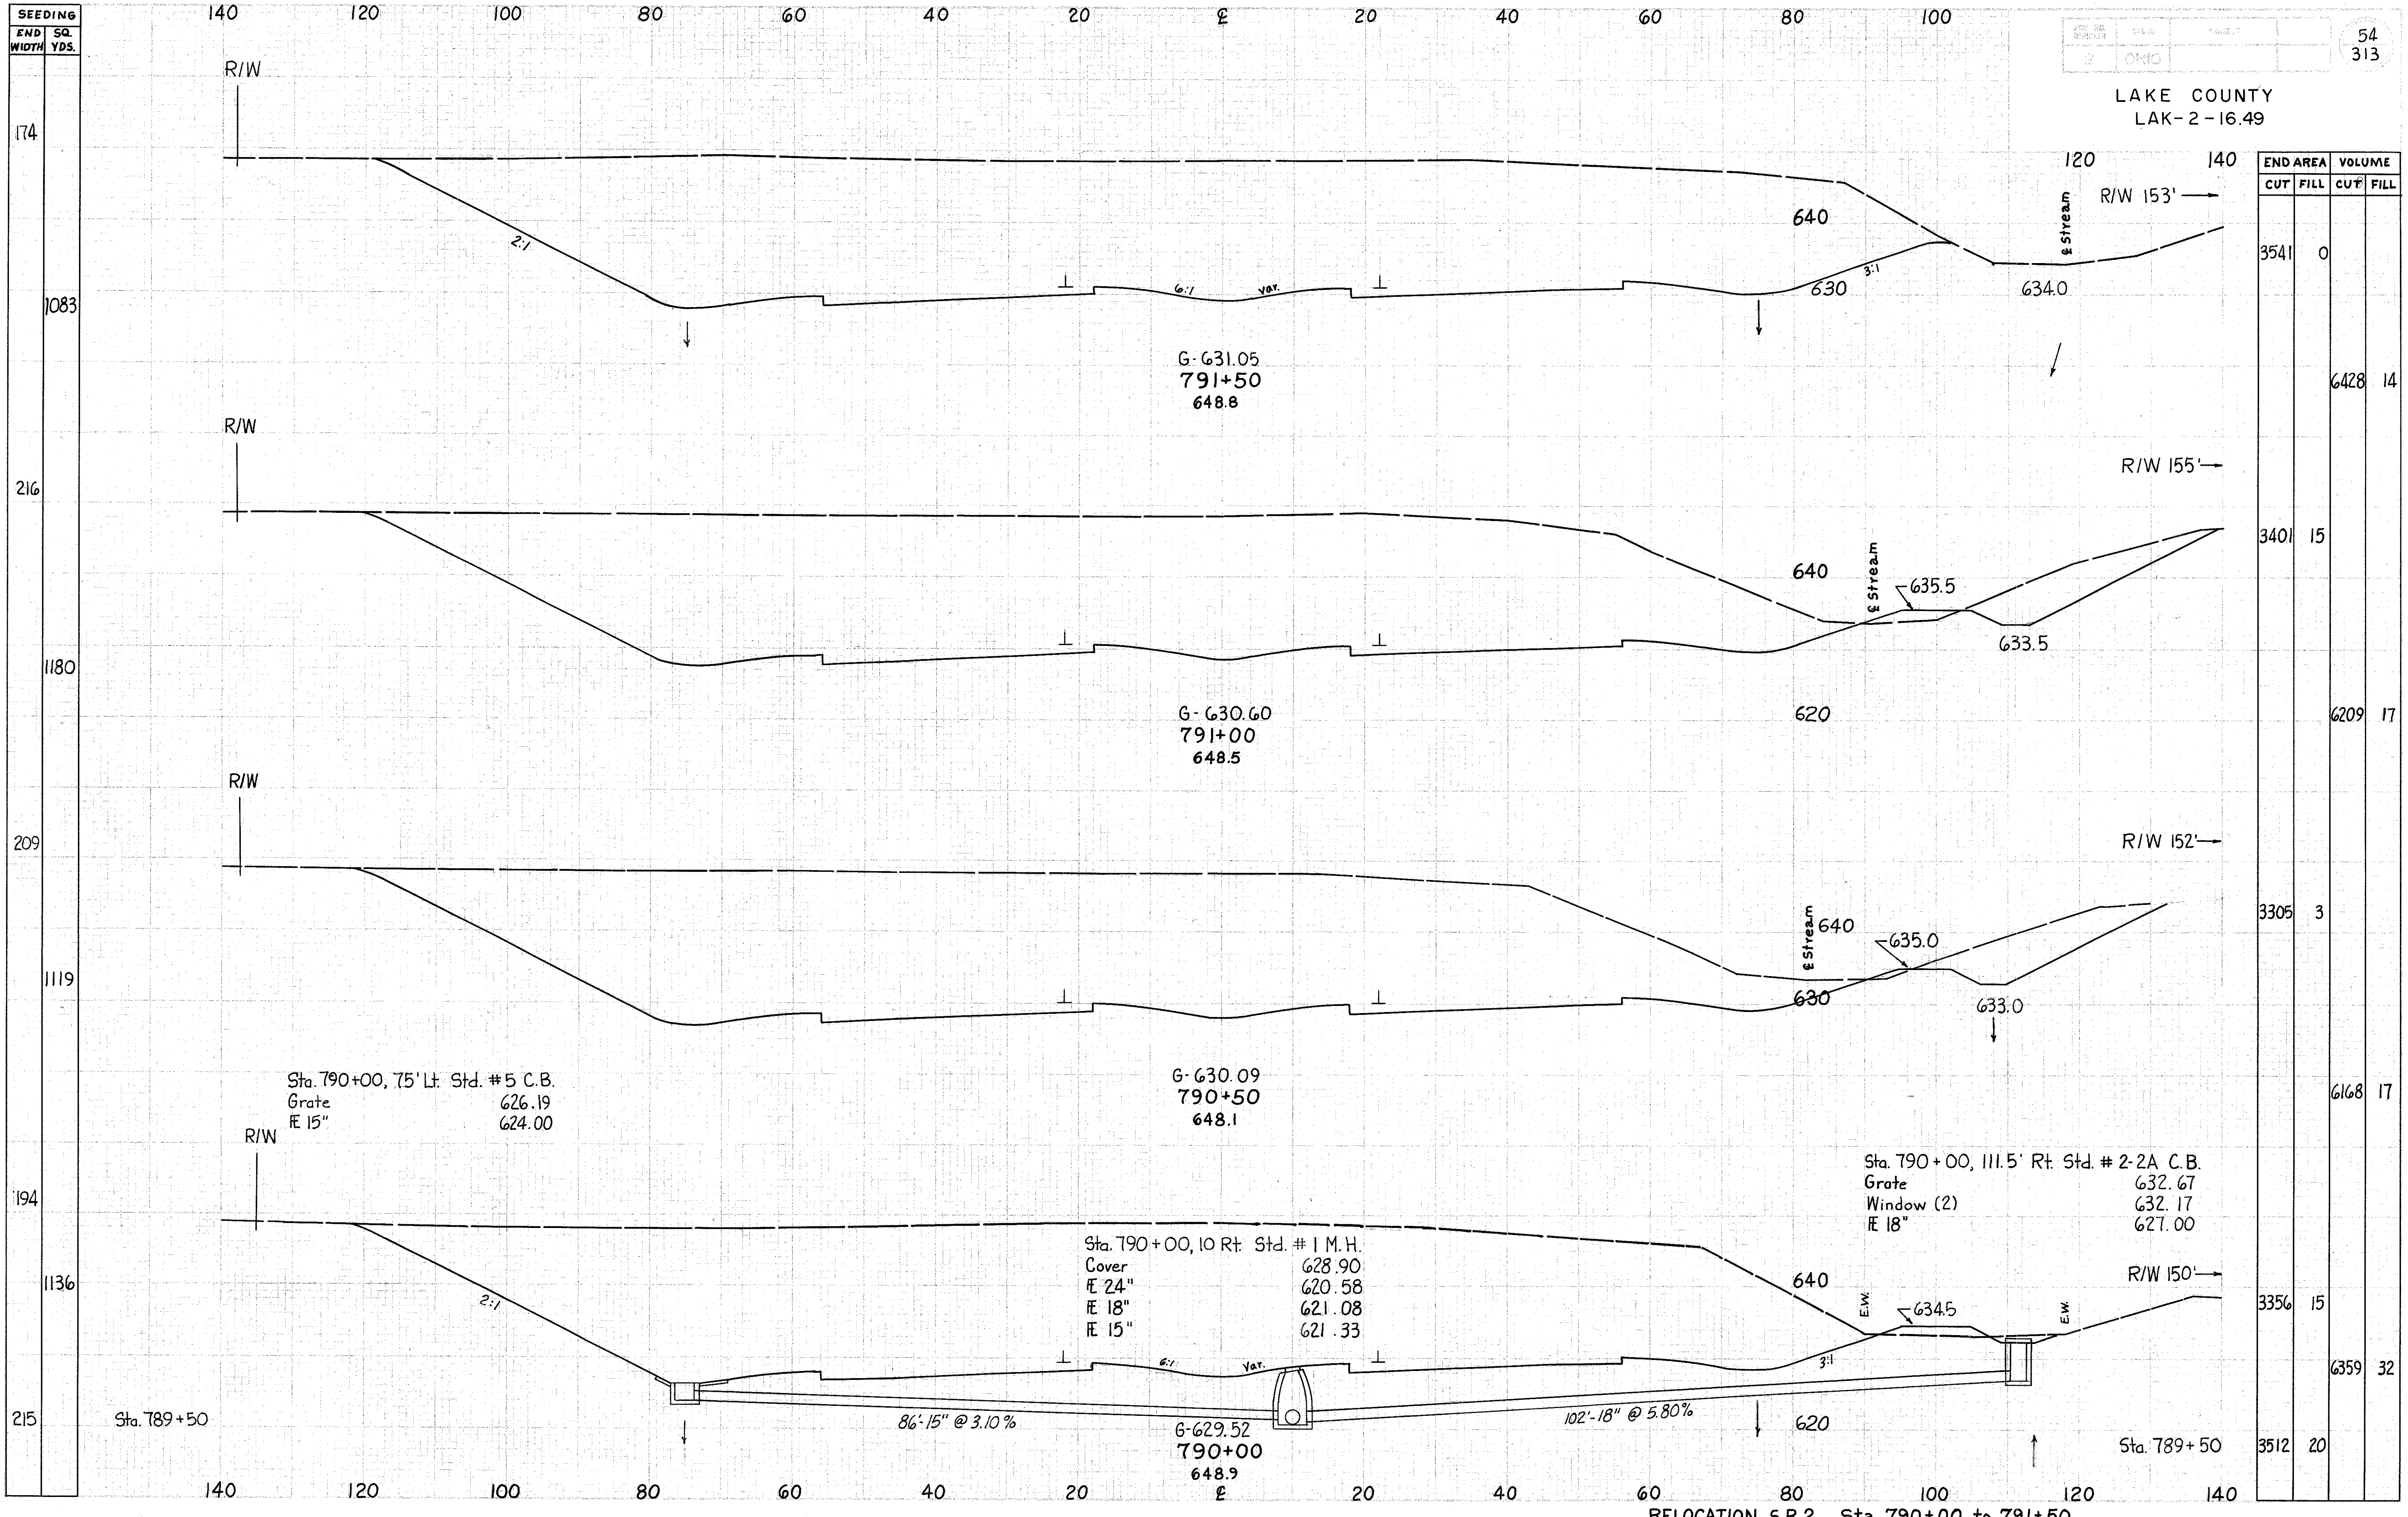 SEEDING
END WIDTH
SQ. YDS.
140 120 100 80 60 40 20 ℄ 20 40 60 80 100
2 OHIO
54
313
LAKE COUNTY
LAK-2-16.49
120 140
END AREA VOLUME
CUT FILL CUT FILL
R/W
174
R/W 153'
℄ Stream
640
3541 0
2:1
3:1
6:1 Var.
630
634.0
1083
G-631.05
791+50
648.8
6428 14
R/W
R/W 155'
216
3401 15
640
℄ Stream
635.5
633.5
1180
G-630.60
791+00
648.5
620
6209 17
R/W
R/W 152'
209
3305 3
℄ Stream
640
635.0
1119
630
633.0
G-630.09
790+50
648.1
6168 17
Sta. 790+00, 75' Lt. Std. #5 C.B.
Grate 626.19
℄ 15" 624.00
R/W
Sta. 790+00, 111.5' Rt. Std. # 2-2A C.B.
Grate 632.67
Window (2) 632.17
℄ 18" 627.00
194
Sta. 790+00, 10 Rt. Std. # 1 M.H.
Cover 628.90
℄ 24" 620.58
℄ 18" 621.08
℄ 15" 621.33
R/W 150'
640
1136
2:1
E.W.
634.5
E.W.
3356 15
6:1 Var.
3:1
6359 32
215
Sta. 789+50
86'-15" @ 3.10%
102'-18" @ 5.80%
620
G-629.52
790+00
648.9
Sta. 789+50
3512 20
140 120 100 80 60 40 20 ℄ 20 40 60 80 100 120 140
RELOCATION S.R.2 Sta. 790+00 to 791+50